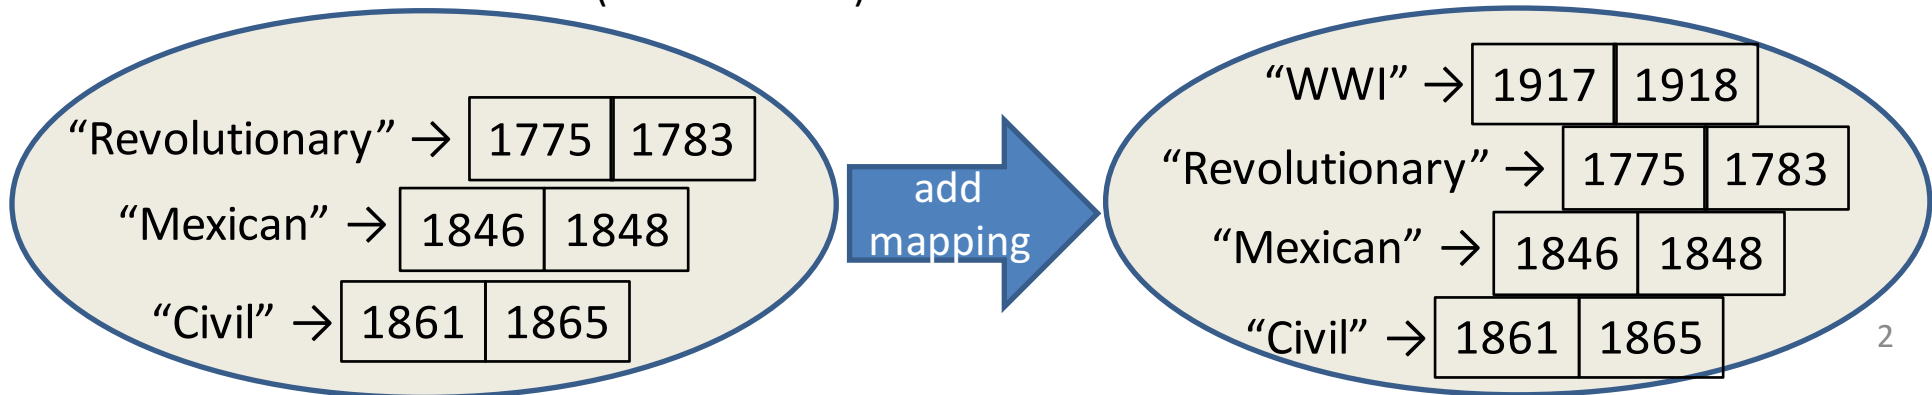 “Revolutionary” → 1775 1783
“Mexican” → 1846 1848
“Civil” → 1861 1865
add
mapping
“WWI” → 1917 1918
“Revolutionary” → 1775 1783
“Mexican” → 1846 1848
“Civil” → 1861 1865
2